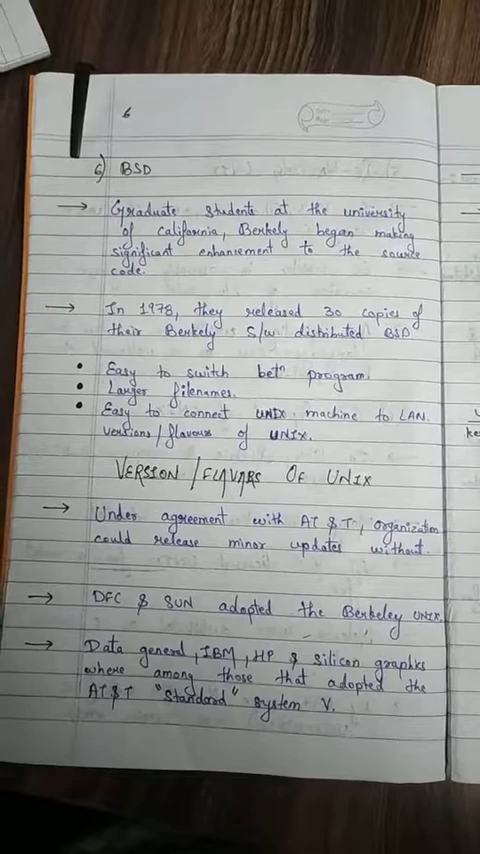 6
6) BSD
→ Graduate students at the university
of california, Berkely began making
significant enhancement to the source
code.
→ In 1978, they released 30 copies of
their Berkely S/w distibuted BSD
• Easy to switch betn program.
• Larger filenames.
• Easy to connect UNIX machine to LAN.
versions/flavours of UNIX.
VERSION/FLAVARS OF UNIX
→ Under agreement with AT & T, organization
could release minor updates without.
→ DFC & SUN adopted the Berkeley UNIX.
→ Data general, IBM, HP & Silicon graphks
where among those that adopted the
AT & T "Standard" system V.